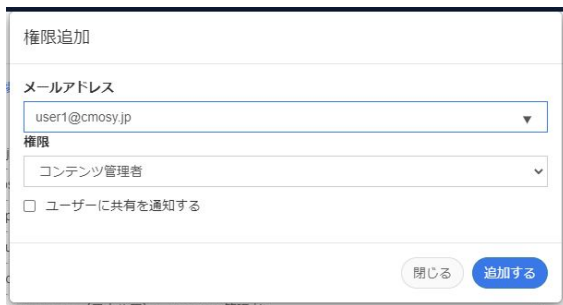 権限追加
メールアドレス
user1@cmosy.jp
権限
コンテンツ管理者
ユーザーに共有を通知する
閉じる 追加する